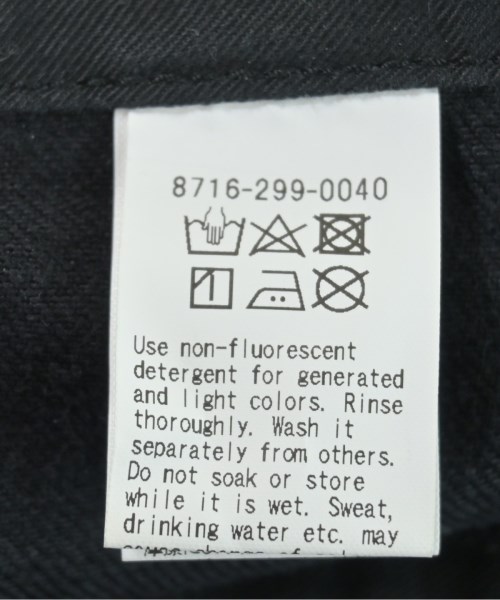 8716-299-0040
Use non-fluorescent
detergent for generated
and light colors. Rinse
thoroughly. Wash it
separately from others.
Do not soak or store
while it is wet. Sweat,
drinking water etc. may